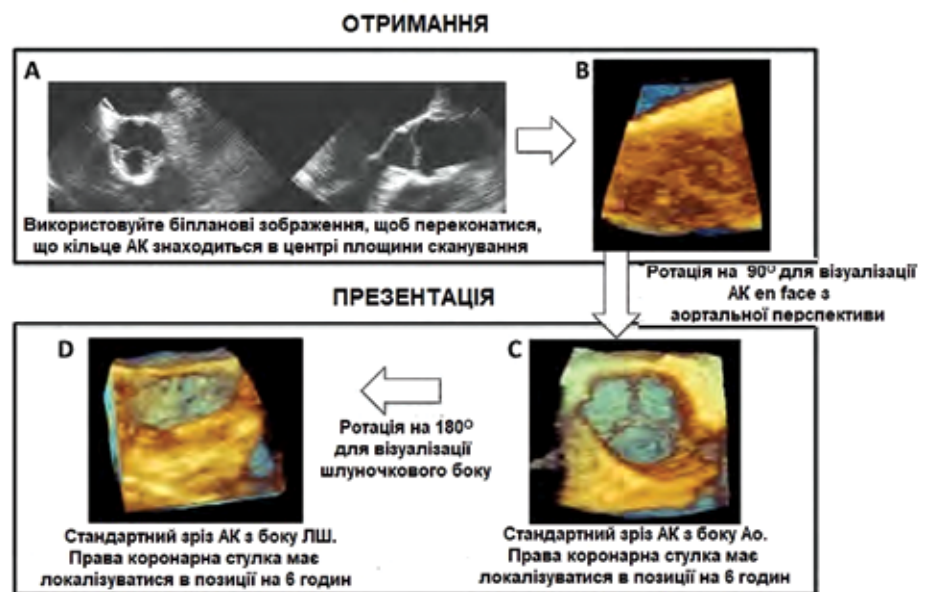 ОТРИМАННЯ
A
B
Використовуйте біпланові зображення, щоб переконатися,
що кільце АК знаходиться в центрі площини сканування
Ротація на 90⁰ для візуалізації
АК en face з
аортальної перспективи
ПРЕЗЕНТАЦІЯ
D
C
Ротація на 180⁰
для візуалізації
шлуночкового боку
Стандартний зріз АК з боку ЛШ.
Права коронарна стулка має
локалізуватися в позиції на 6 годин
Стандартний зріз АК з боку Ао.
Права коронарна стулка має
локалізуватися в позиції на 6 годин